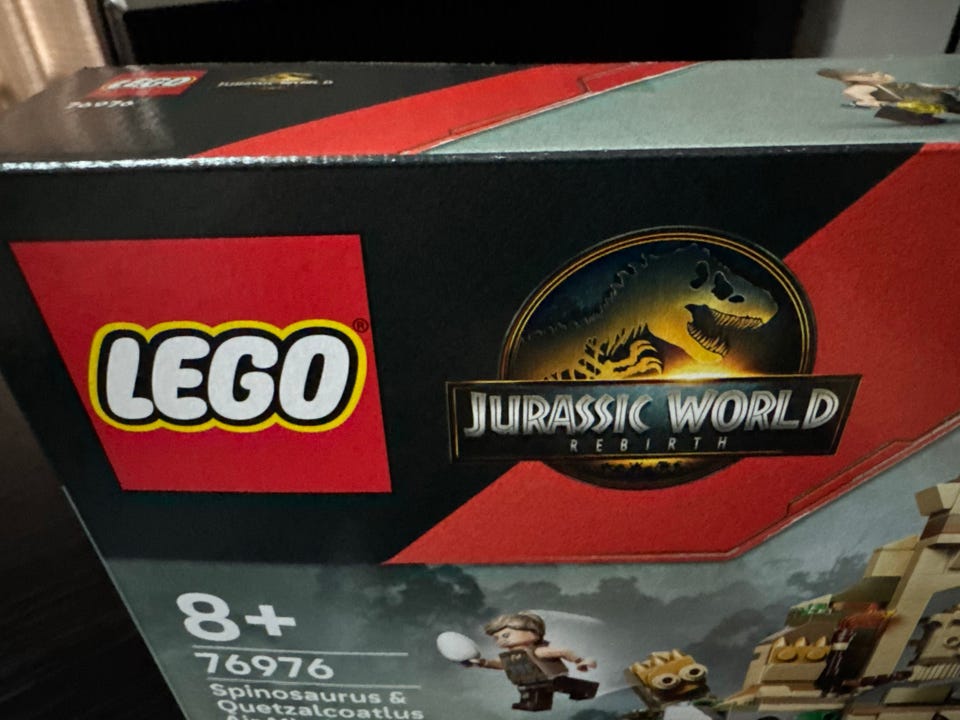 LEGO
JURASSIC WORLD
76976
LEGO®
JURASSIC WORLD
REBIRTH
8+
76976
Spinosaurus &
Quetzalcoatlus